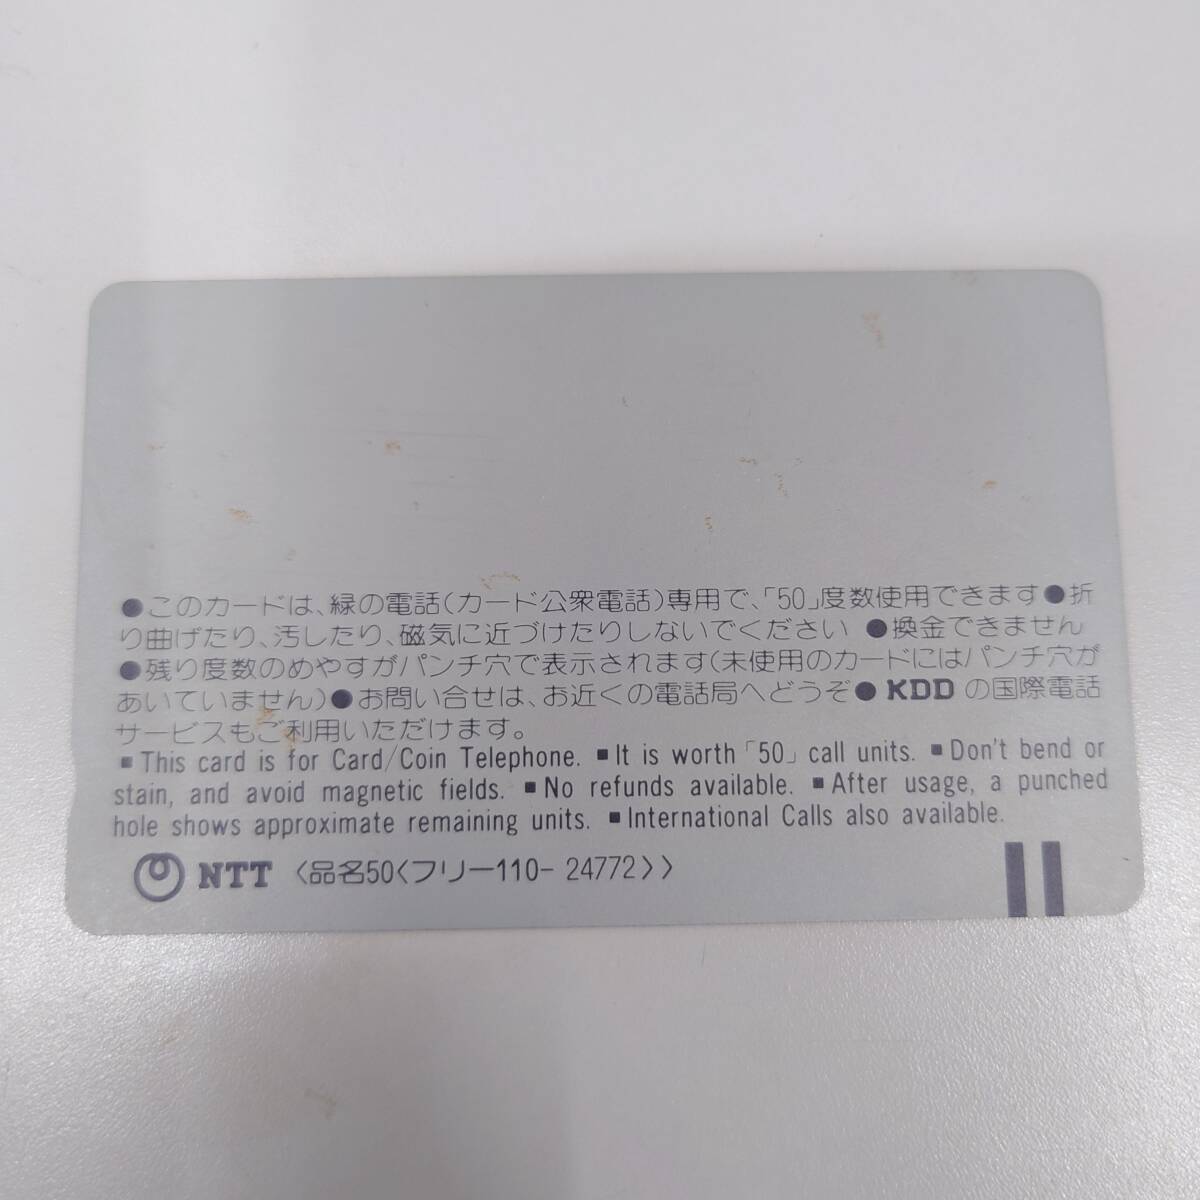 ●このカードは、緑の電話(カード公衆電話)専用で、「50」度数使用できます●折
り曲げたり、汚したり、磁気に近づけたりしないでください ●換金できません
●残り度数のめやすがパンチ穴で表示されます(未使用のカードにはパンチ穴が
あいていません)●お問い合せは、お近くの電話局へどうぞ● KDD の国際電話
サービスもご利用いただけます。
■This card is for Card/Coin Telephone. ■It is worth「50」call units. ■Don't bend or
stain, and avoid magnetic fields. ■No refunds available. ■After usage, a punched
hole shows approximate remaining units. ■International Calls also available.
NTT 〈品名50〈フリー110- 24772〉〉